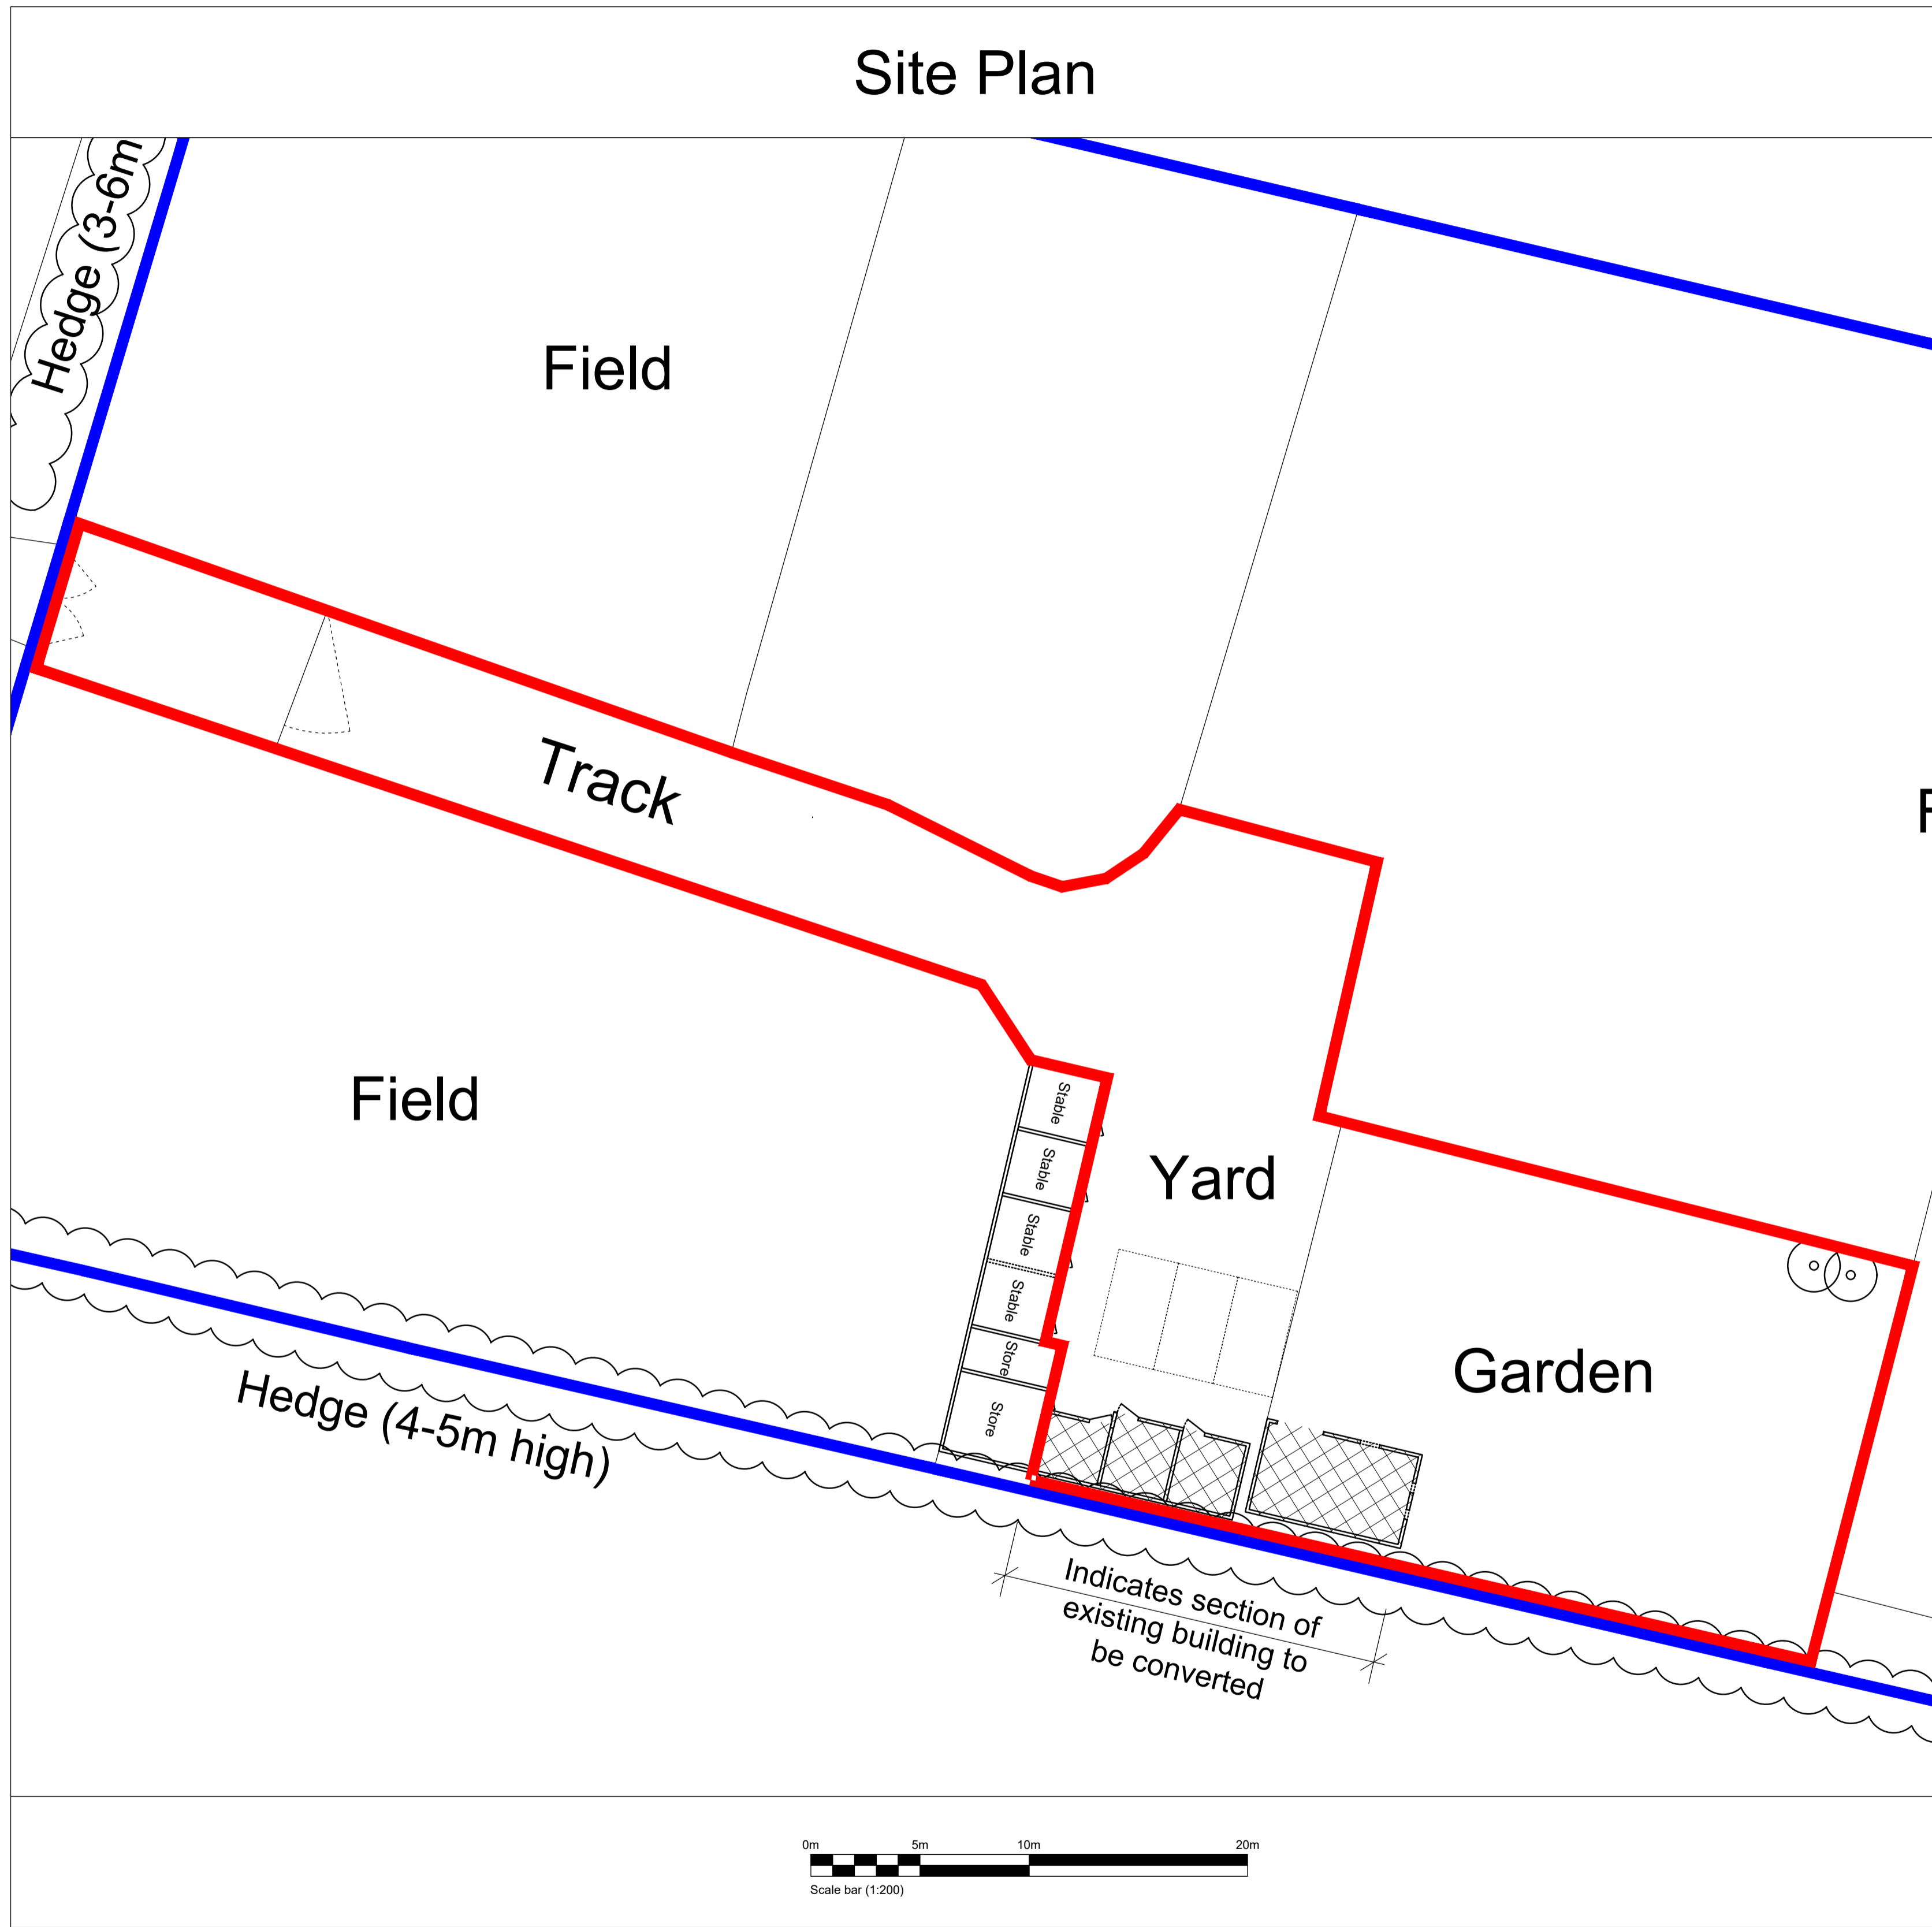 Site Plan
Hedge (3-6m
Field
Track
Field
Stable
Stable
Stable
Stable
Store
Store
Yard
Garden
Hedge (4-5m high)
Indicates section of
existing building to
be converted
0m 5m 10m 20m
Scale bar (1:200)